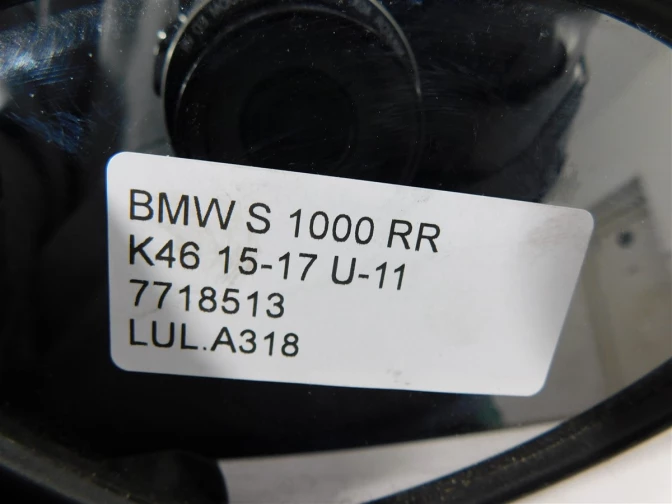 BMW S 1000 RR
K46 15-17 U-11
7718513
LUL.A318